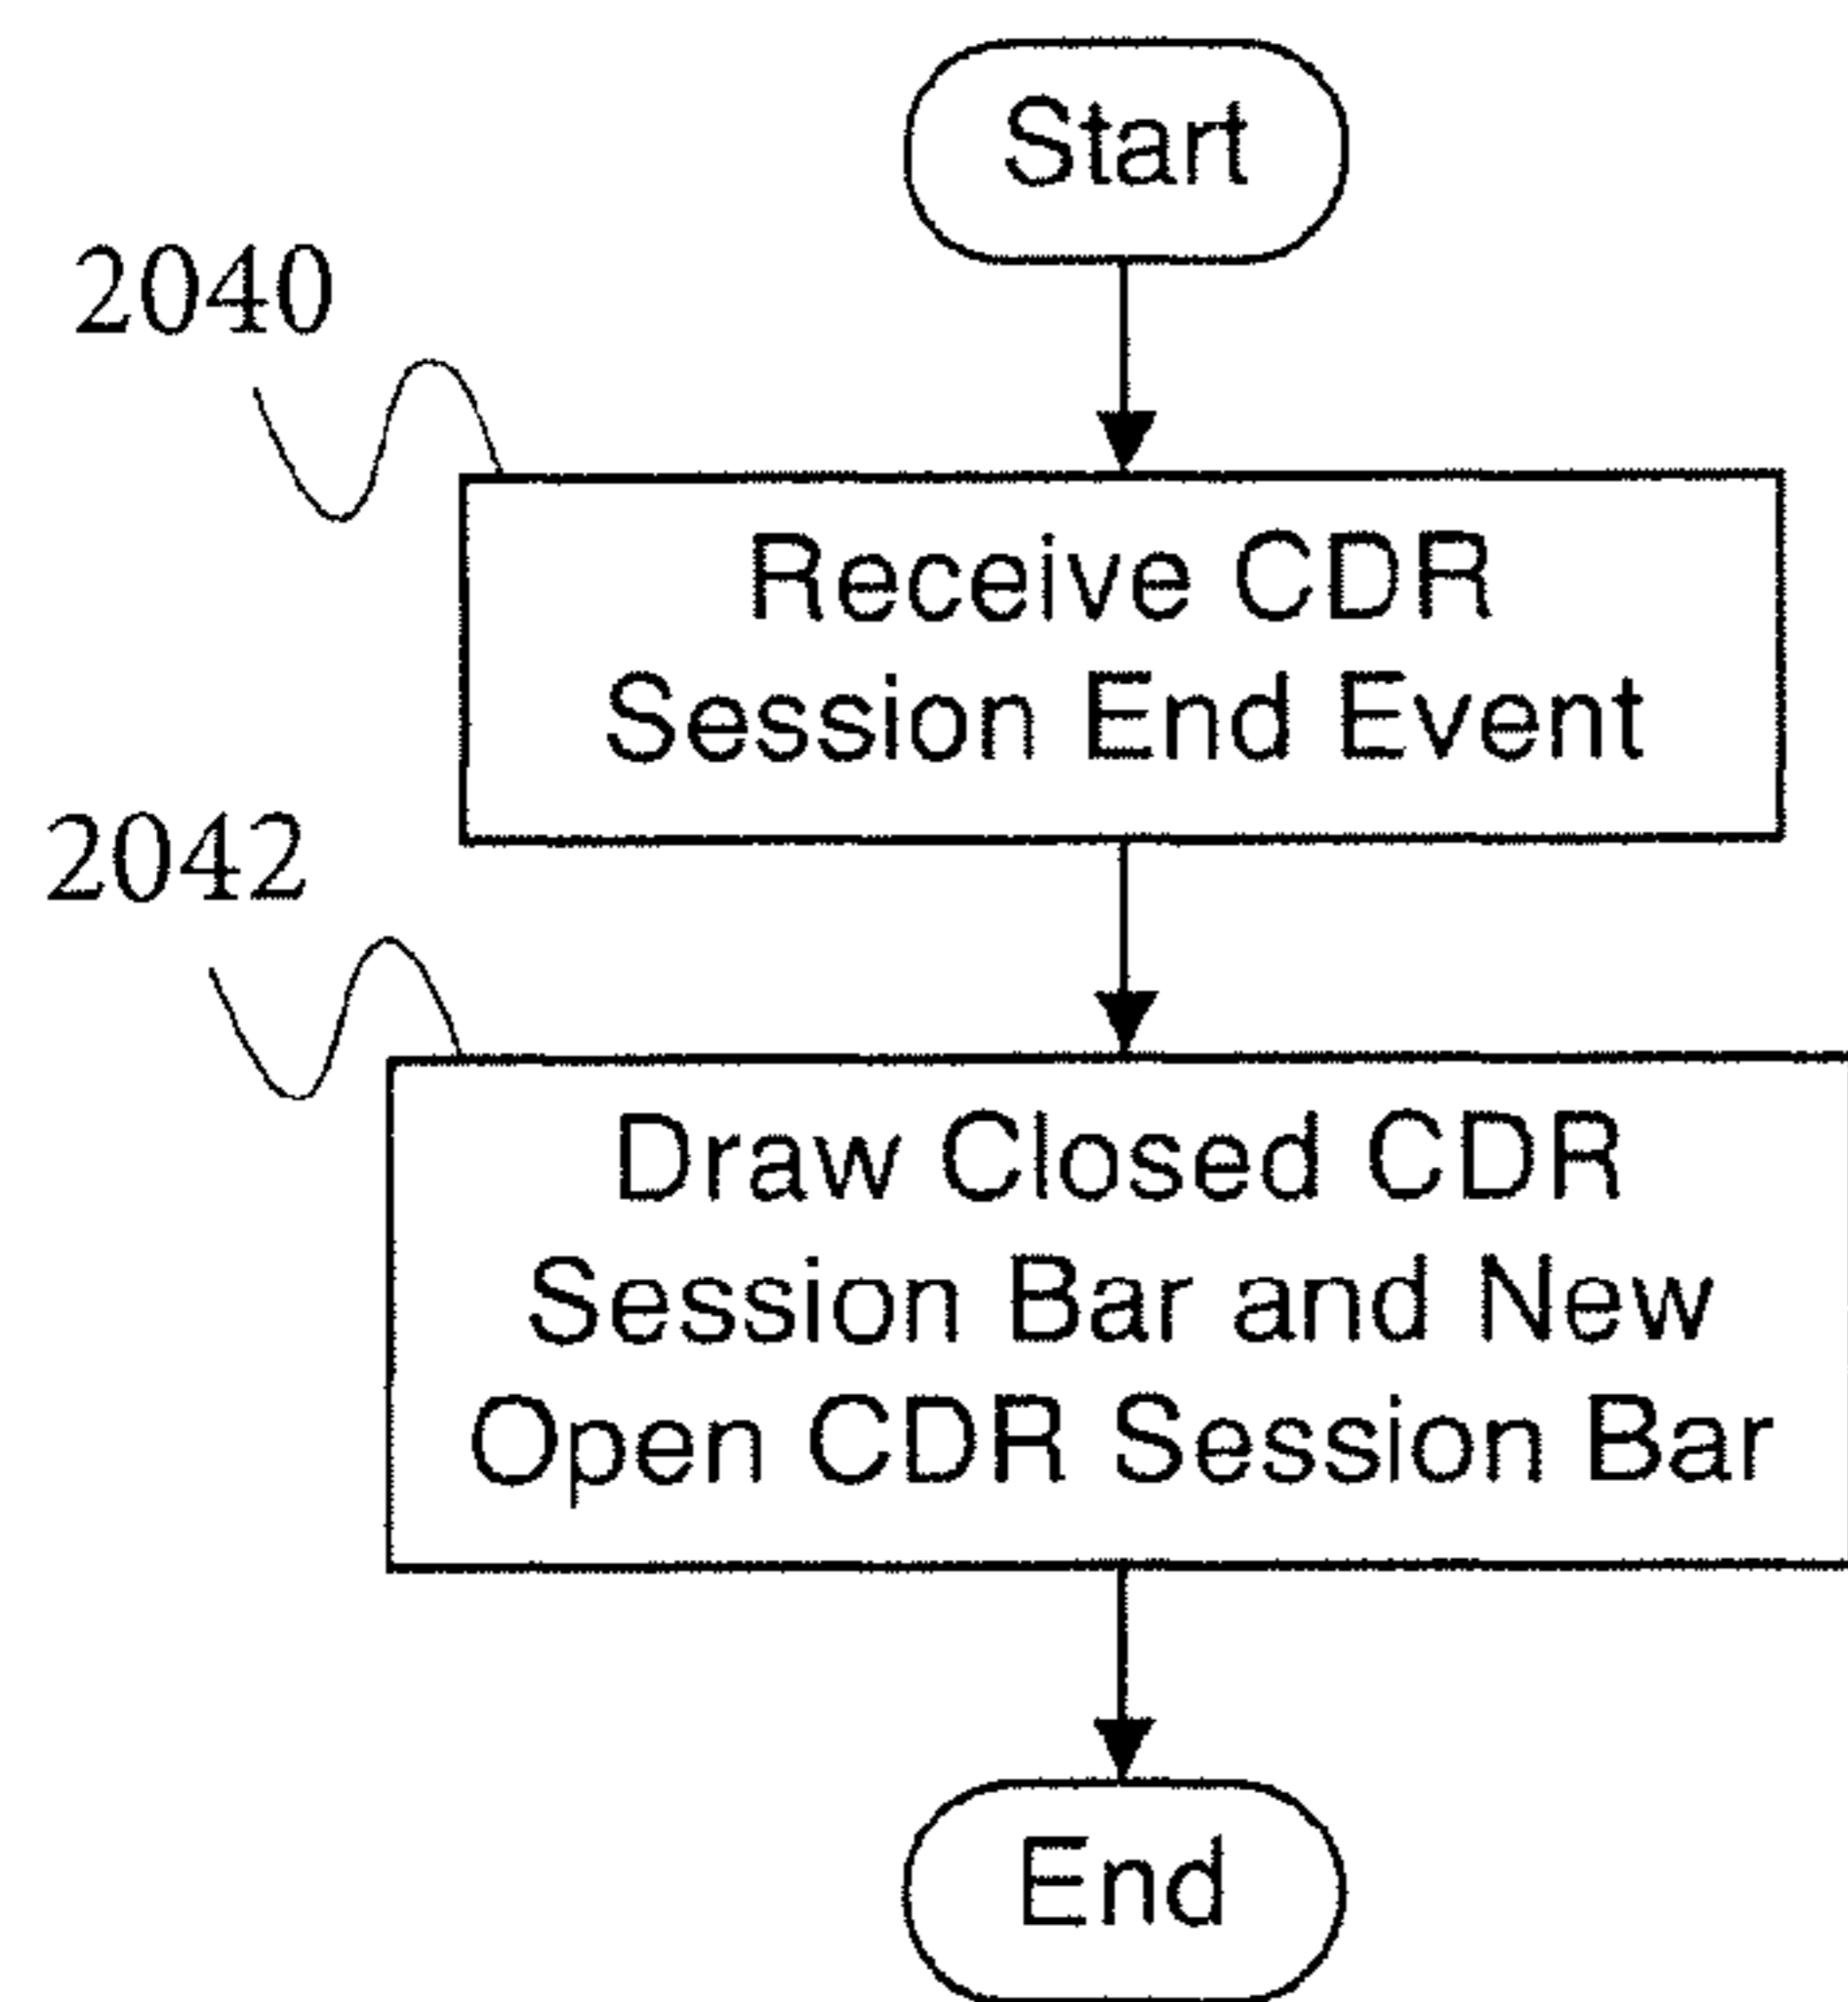 Start
2040
Receive CDR
Session End Event
2042
Draw Closed CDR
Session Bar and New
Open CDR Session Bar
End